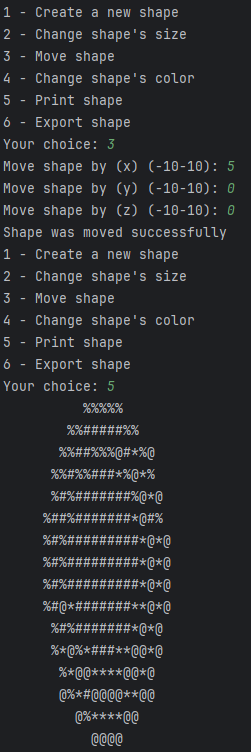 1 - Create a new shape
2 - Change shape's size
3 - Move shape
4 - Change shape's color
5 - Print shape
6 - Export shape
Your choice: 3
Move shape by (x) (-10-10): 5
Move shape by (y) (-10-10): 0
Move shape by (z) (-10-10): 0
Shape was moved successfully
1 - Create a new shape
2 - Change shape's size
3 - Move shape
4 - Change shape's color
5 - Print shape
6 - Export shape
Your choice: 5
          %%%%%
        %%#####%%
       %%##%%%@#*%@
      %%#%%###*%@*%
      %#%#######%@*@
     %##%#######*@#%
     %#%#########*@*@
     %#%#########*@*@
     %#%#########*@*@
     %#@*#######**@*@
      %#%#######*@*@
      %*@%*###**@@*@
       %*@@****@@*@
       @%*#@@@@**@@
         @%****@@
           @@@@